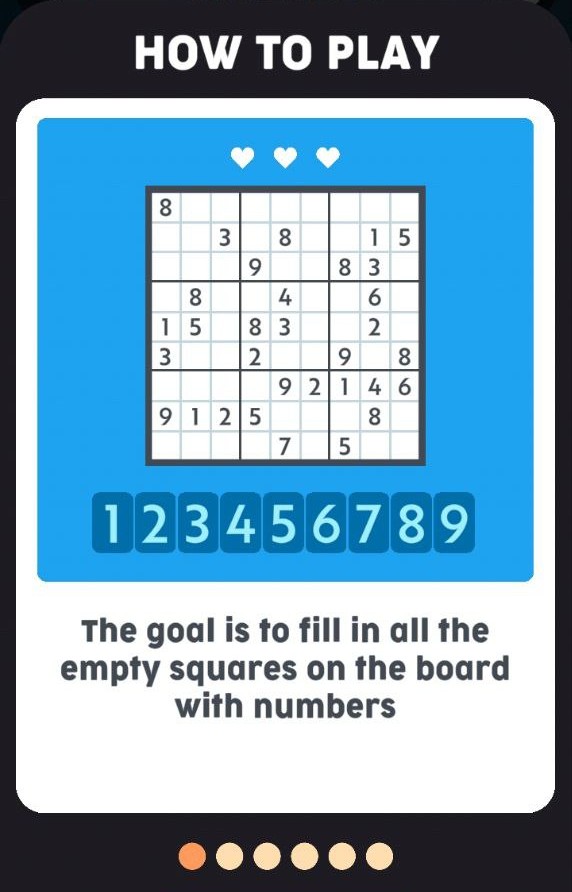 HOW TO PLAY
8
3 8 1 5
9 8 3
8 4 6
1 5 8 3 2
3 2 9 8
9 2 1 4 6
9 1 2 5 8
7 5
1 2 3 4 5 6 7 8 9
The goal is to fill in all the
empty squares on the board
with numbers